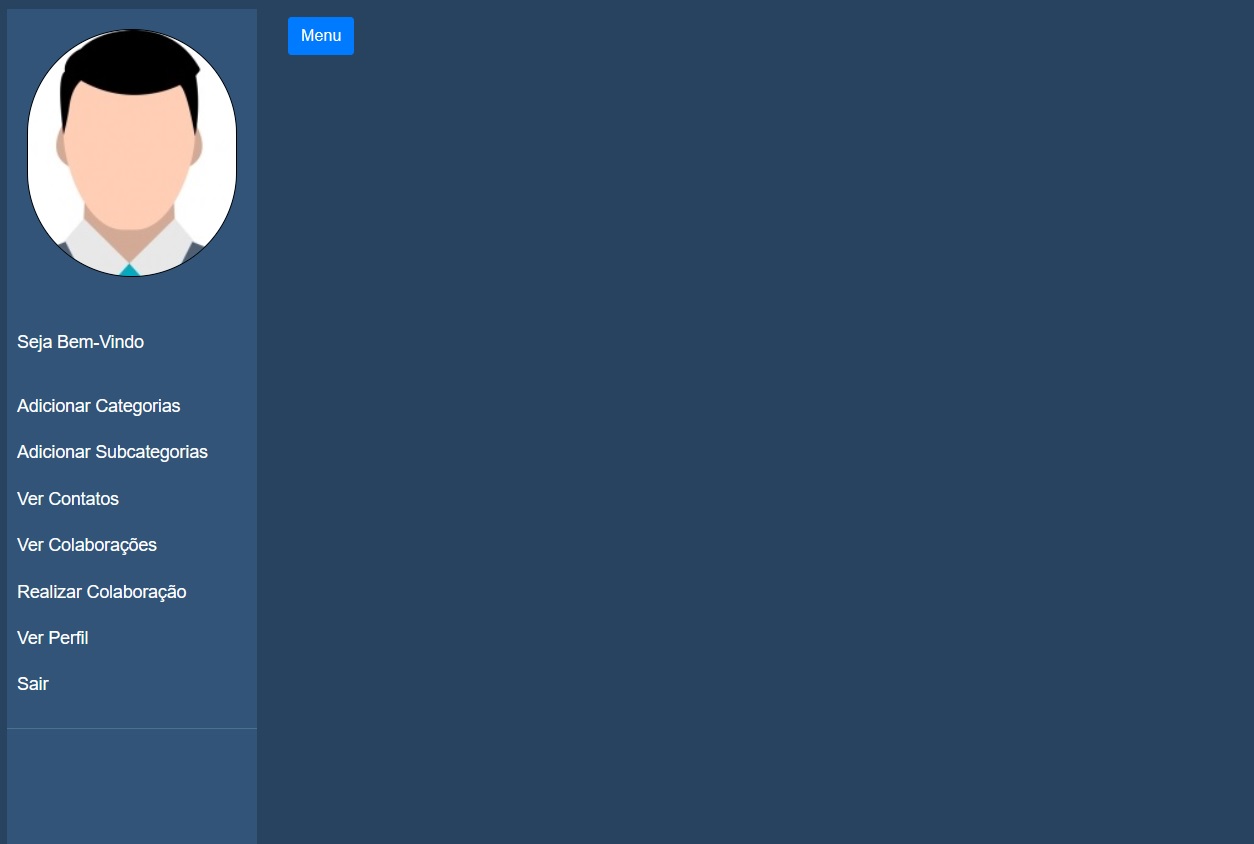 Menu
Seja Bem-Vindo
Adicionar Categorias
Adicionar Subcategorias
Ver Contatos
Ver Colaborações
Realizar Colaboração
Ver Perfil
Sair